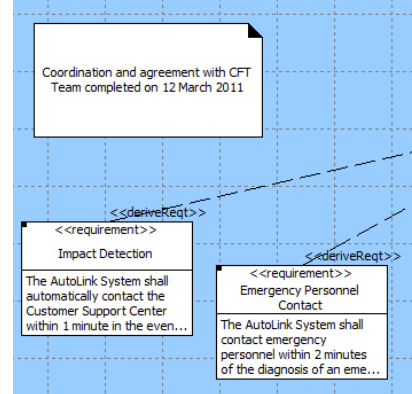 Coordination and agreement with CFT
Team completed on 12 March 2011
<<deriveReqt>>
<<requirement>>
Impact Detection
The AutoLink System shall
automatically contact the
Customer Support Center
within 1 minute in the even...
<<deriveReqt>>
<<requirement>>
Emergency Personnel
Contact
The AutoLink System shall
contact emergency
personnel within 2 minutes
of the diagnosis of an eme...